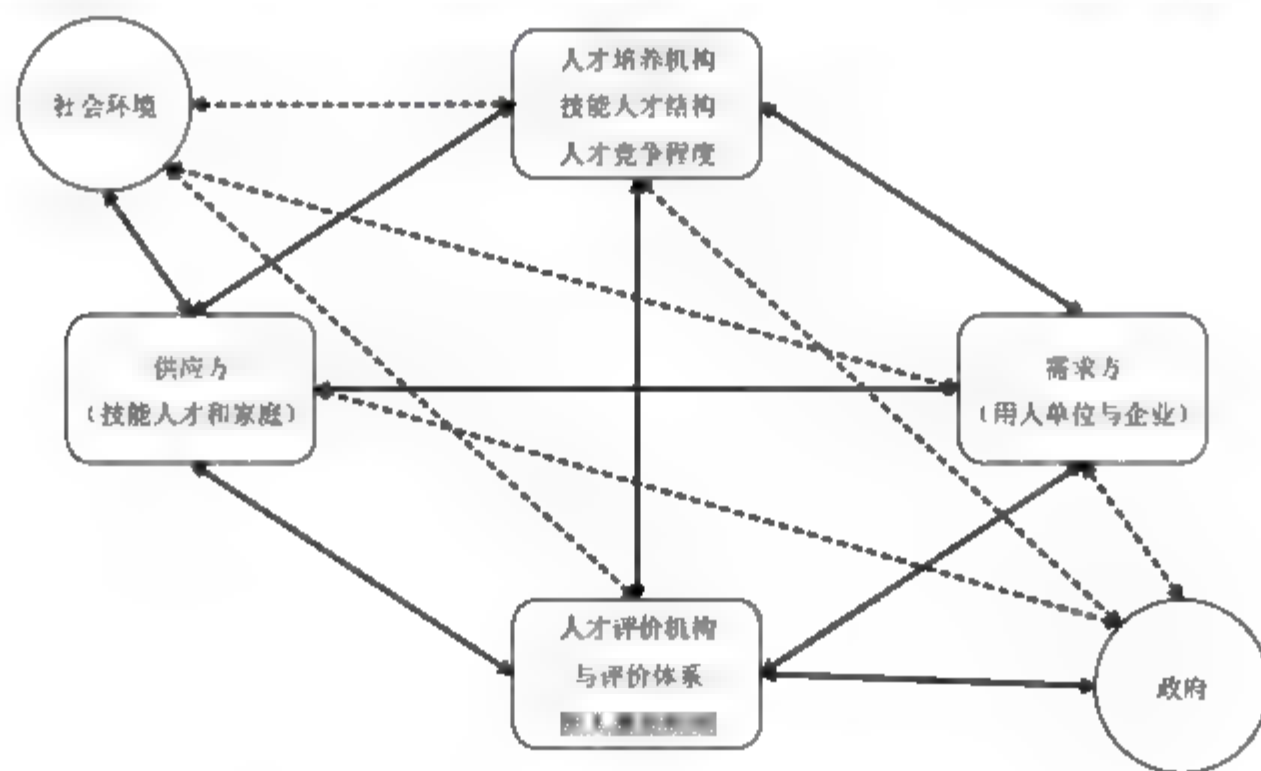 社会环境
人才培养机构
技能人才结构
人才竞争程度
供应方
（技能人才和家庭）
需求方
（用人单位与企业）
人才评价机构
与评价体系
政府